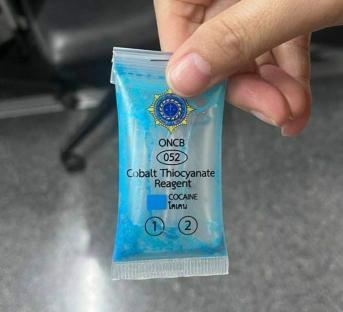 ONCB
052
Cobalt Thiocyanate
Reagent
COCAINE
โคเคน
1 2